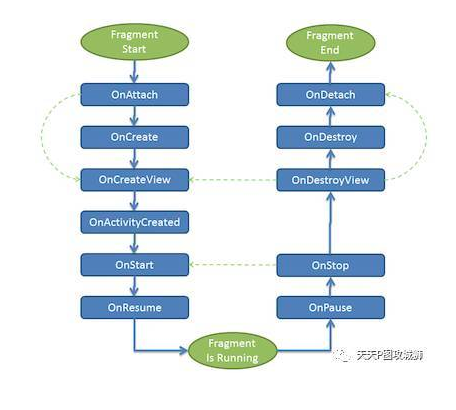 Fragment
Start
OnAttach
OnCreate
OnCreateView
OnActivityCreated
OnStart
OnResume
Fragment
Is Running
Fragment
End
OnDetach
OnDestroy
OnDestroyView
OnStop
OnPause
天天P图攻城狮